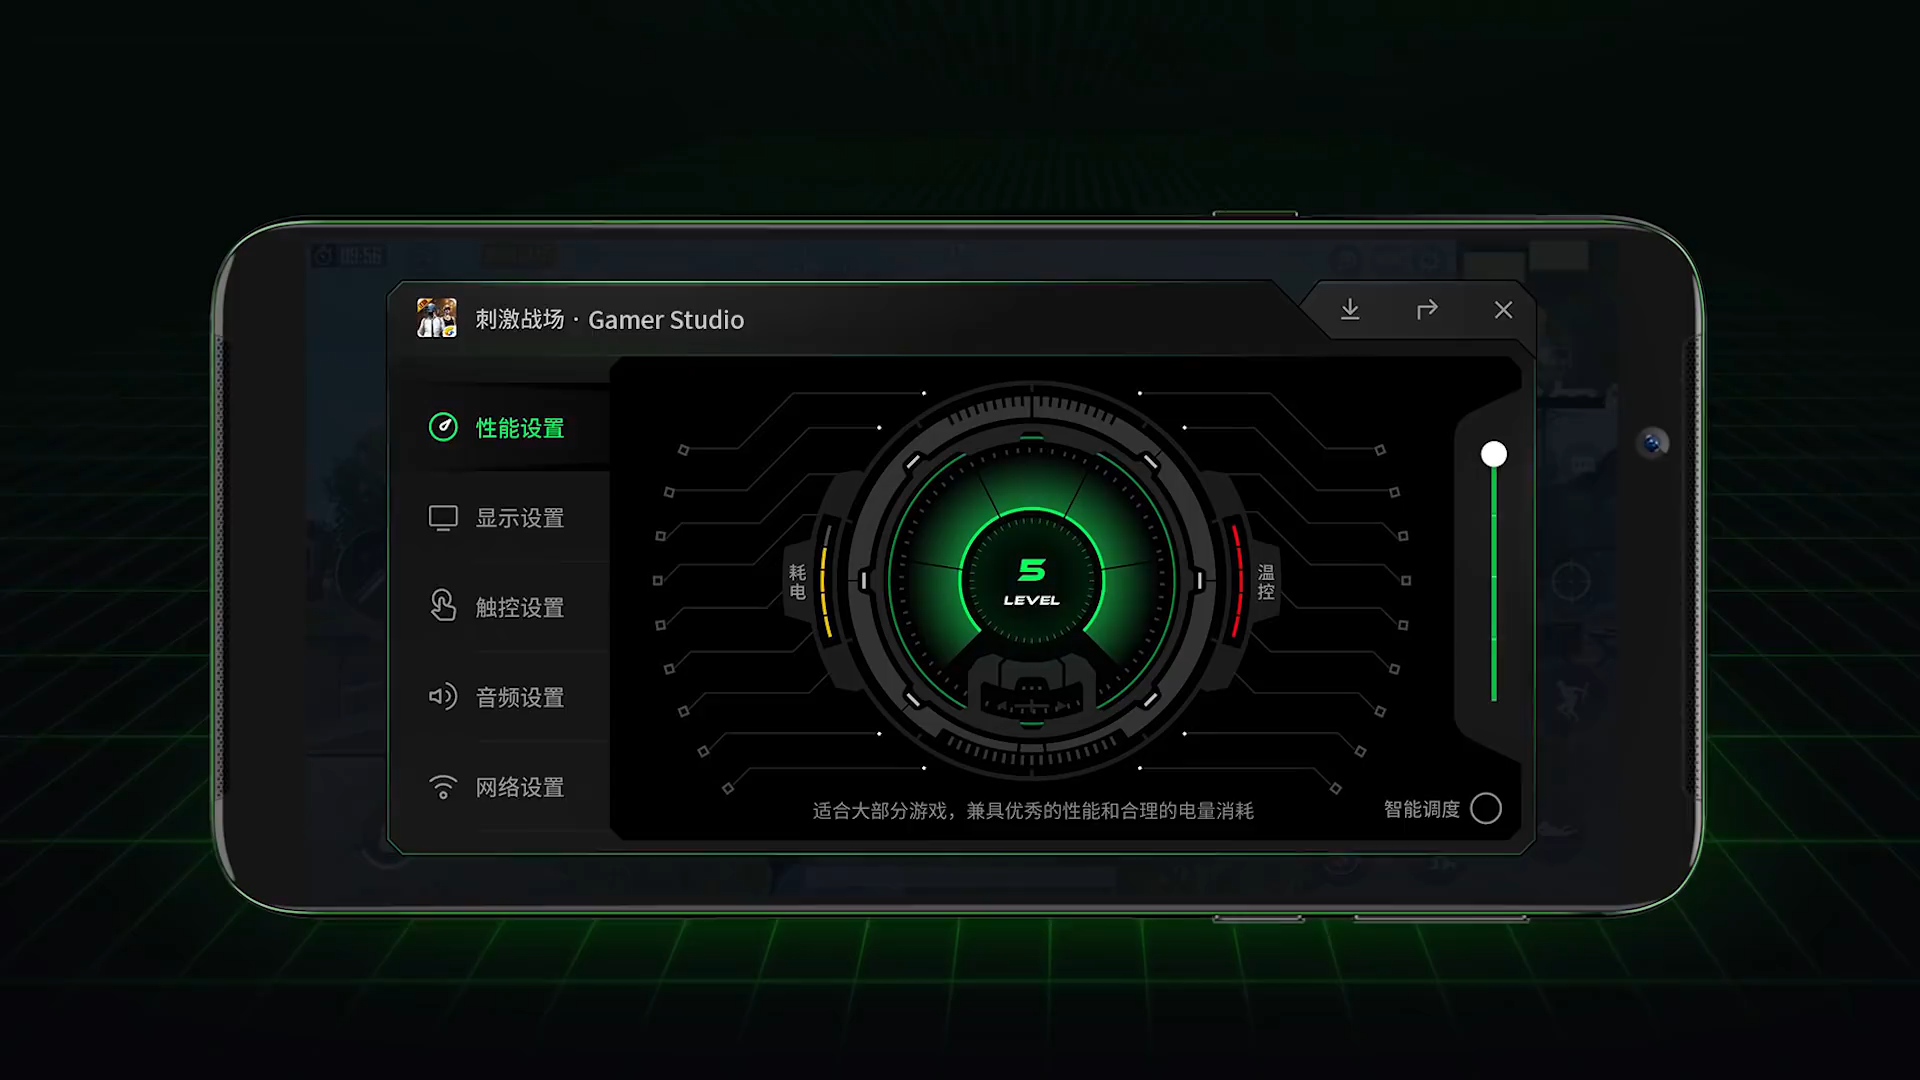 09:56
刺激战场 · Gamer Studio
性能设置
显示设置
触控设置
音频设置
网络设置
耗电
5
LEVEL
温控
适合大部分游戏，兼具优秀的性能和合理的电量消耗
智能调度